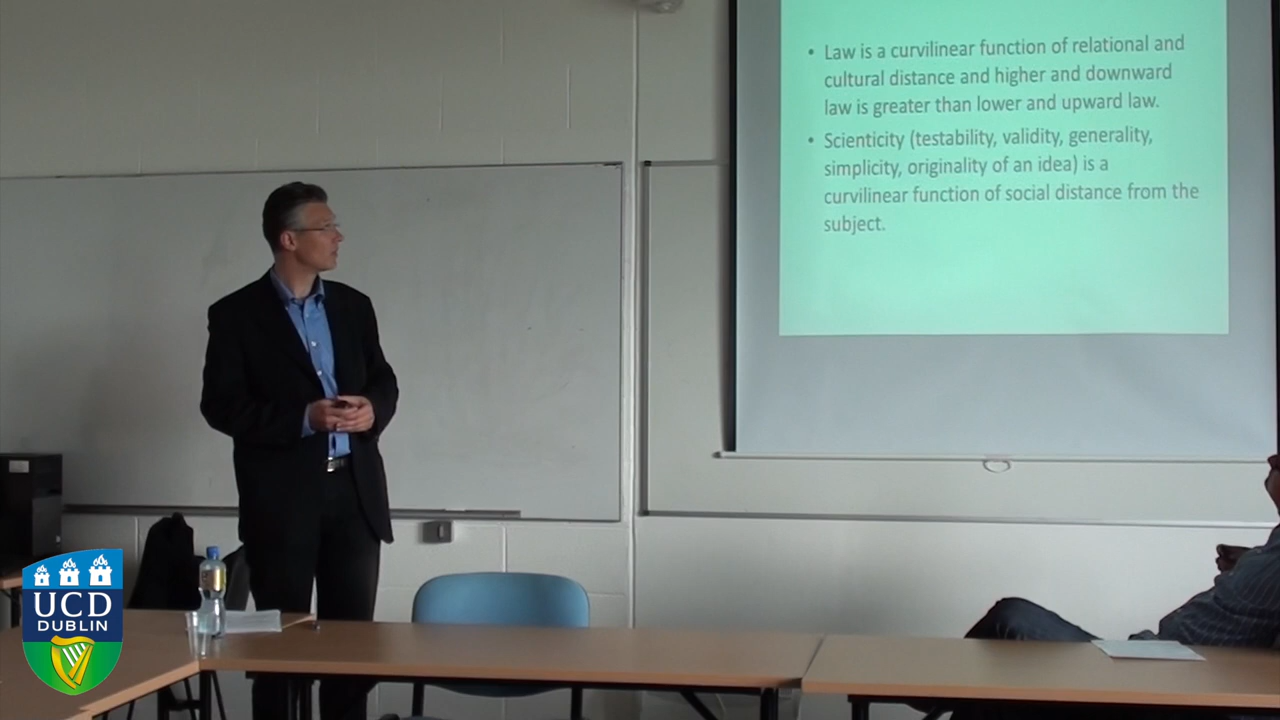 • Law is a curvilinear function of relational and
cultural distance and higher and downward
law is greater than lower and upward law.
• Scienticity (testability, validity, generality,
simplicity, originality of an idea) is a
curvilinear function of social distance from the
subject.
UCD
DUBLIN